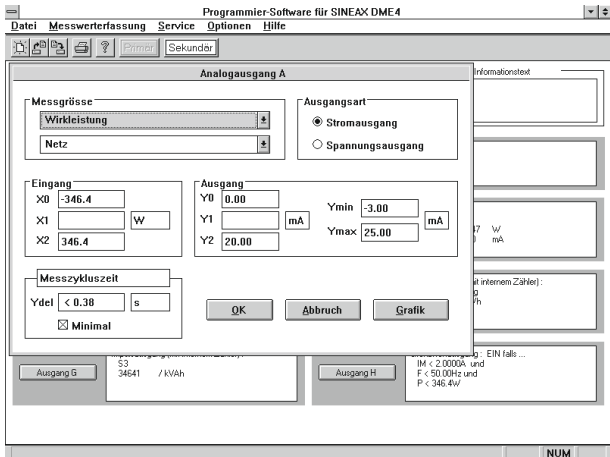 Programmier-Software für SINEAX DME4
Datei Messwerterfassung Service Optionen Hilfe
? Primär Sekundär
Analogausgang A
Informationstext
Messgrösse
Wirkleistung
Netz
Ausgangsart
Stromausgang
Spannungsausgang
Eingang
X0 -346.4
X1 W
X2 346.4
Ausgang
Y0 0.00
Y1 mA
Y2 20.00
Ymin -3.00
Ymax 25.00
mA
W
mA
Messzykluszeit
Ydel < 0.38 s
Minimal
OK Abbruch Grafik
it internem Zähler) :
Ausgang G
S3
34641 / kVAh
Ausgang H
g : EIN falls ...
IM < 2.0000A und
F < 50.00Hz und
P < 346.4W
NUM